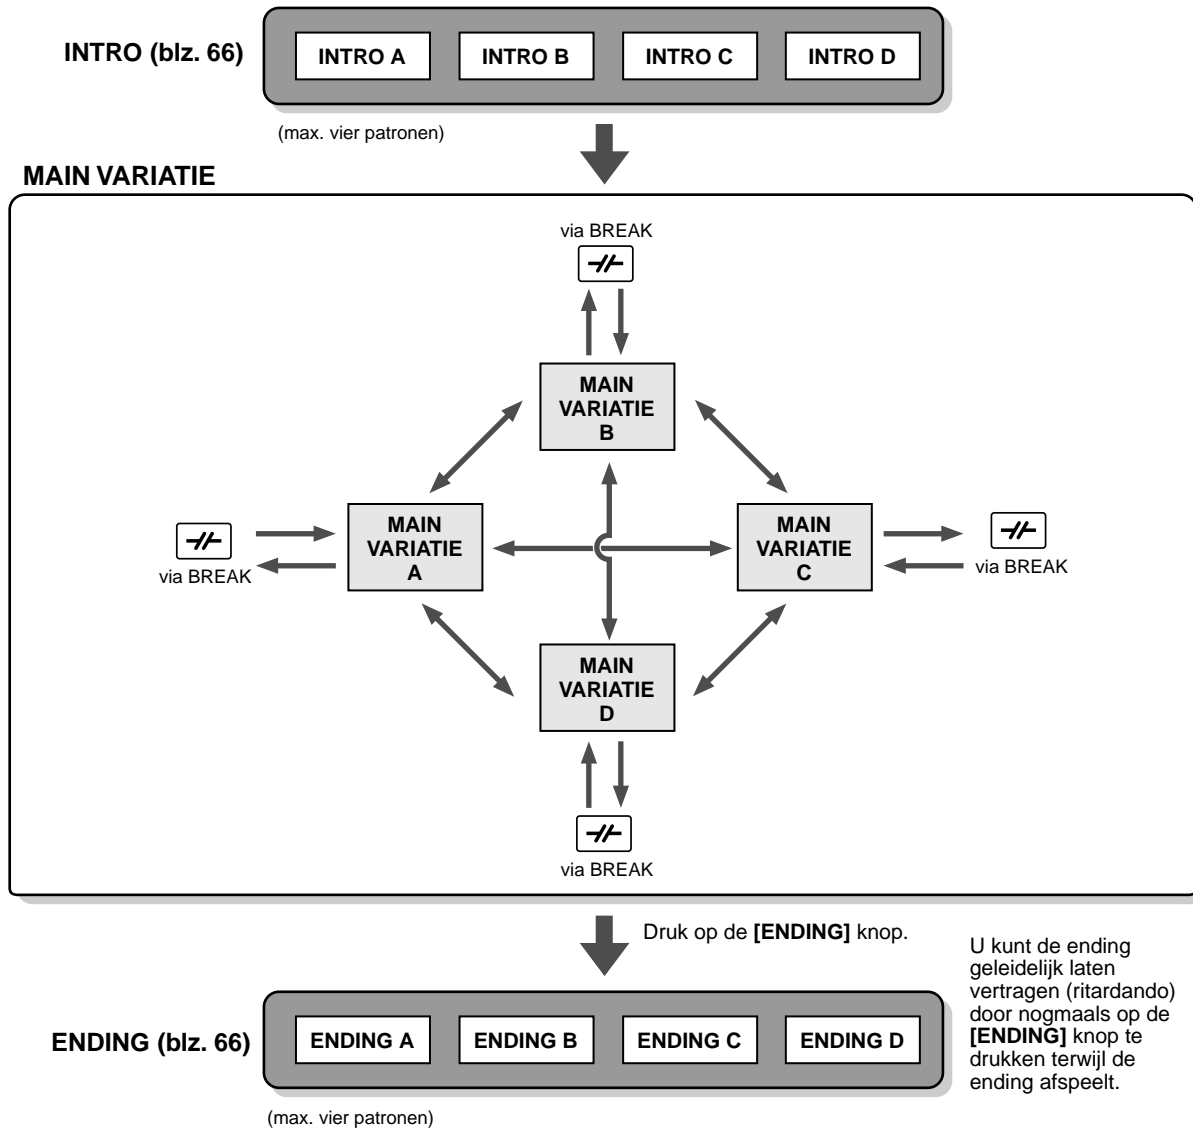 INTRO (blz. 66)
INTRO A
INTRO B
INTRO C
INTRO D
(max. vier patronen)
MAIN VARIATIE
via BREAK
MAIN
VARIATIE
B
MAIN
VARIATIE
A
via BREAK
MAIN
VARIATIE
C
via BREAK
MAIN
VARIATIE
D
via BREAK
Druk op de [ENDING] knop.
U kunt de ending
geleidelijk laten
vertragen (ritardando)
door nogmaals op de
[ENDING] knop te
drukken terwijl de
ending afspeelt.
ENDING (blz. 66)
ENDING A
ENDING B
ENDING C
ENDING D
(max. vier patronen)